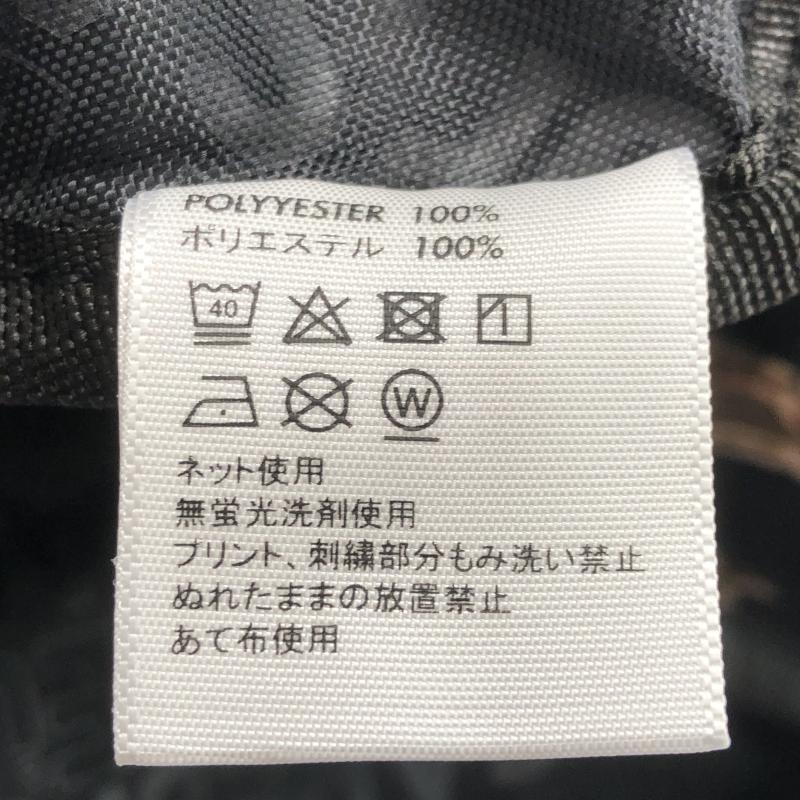 POLYYESTER 100%
ポリエステル 100%
40
W
ネット使用
無蛍光洗剤使用
プリント、刺繍部分もみ洗い禁止
ぬれたままの放置禁止
あて布使用